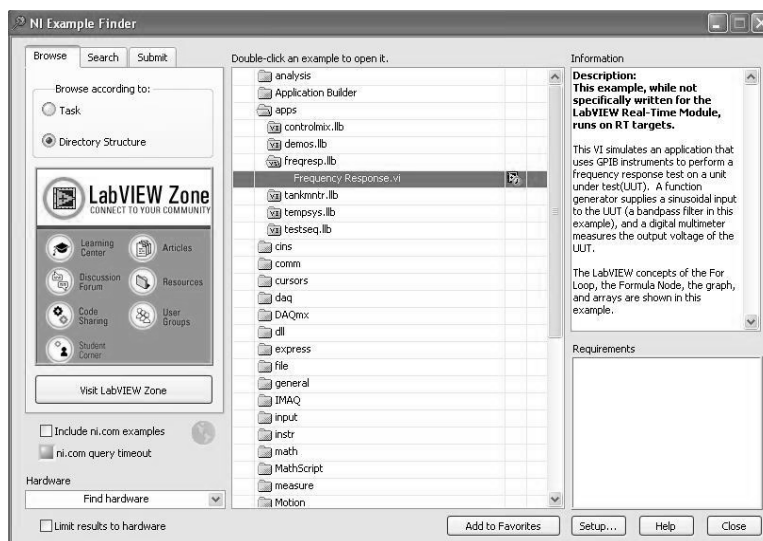 NI Example Finder
Browse
Search
Submit
Browse according to:
Task
Directory Structure
LabVIEW Zone
CONNECT TO YOUR COMMUNITY
Learning
Center
Articles
Discussion
Forum
Resources
Code
Sharing
User
Groups
Student
Corner
Visit LabVIEW Zone
Include ni.com examples
ni.com query timeout
Hardware
Find hardware
Limit results to hardware
Double-click an example to open it.
analysis
Application Builder
apps
controlmix.llb
demos.llb
freqresp.llb
Frequency Response.vi
tankmntr.llb
tempsys.llb
testseq.llb
cins
comm
cursors
daq
DAQmx
dll
express
file
general
IMAQ
input
instr
math
MathScript
measure
Motion
Add to Favorites
Information
Description:
This example, while not
specifically written for the
LabVIEW Real-Time Module,
runs on RT targets.
This VI simulates an application that
uses GPIB instruments to perform a
frequency response test on a unit
under test(UUT). A function
generator supplies a sinusoidal input
to the UUT (a bandpass filter in this
example), and a digital multimeter
measures the output voltage of the
UUT.
The LabVIEW concepts of the For
Loop, the Formula Node, the graph,
and arrays are shown in this
example.
Requirements
Setup...
Help
Close